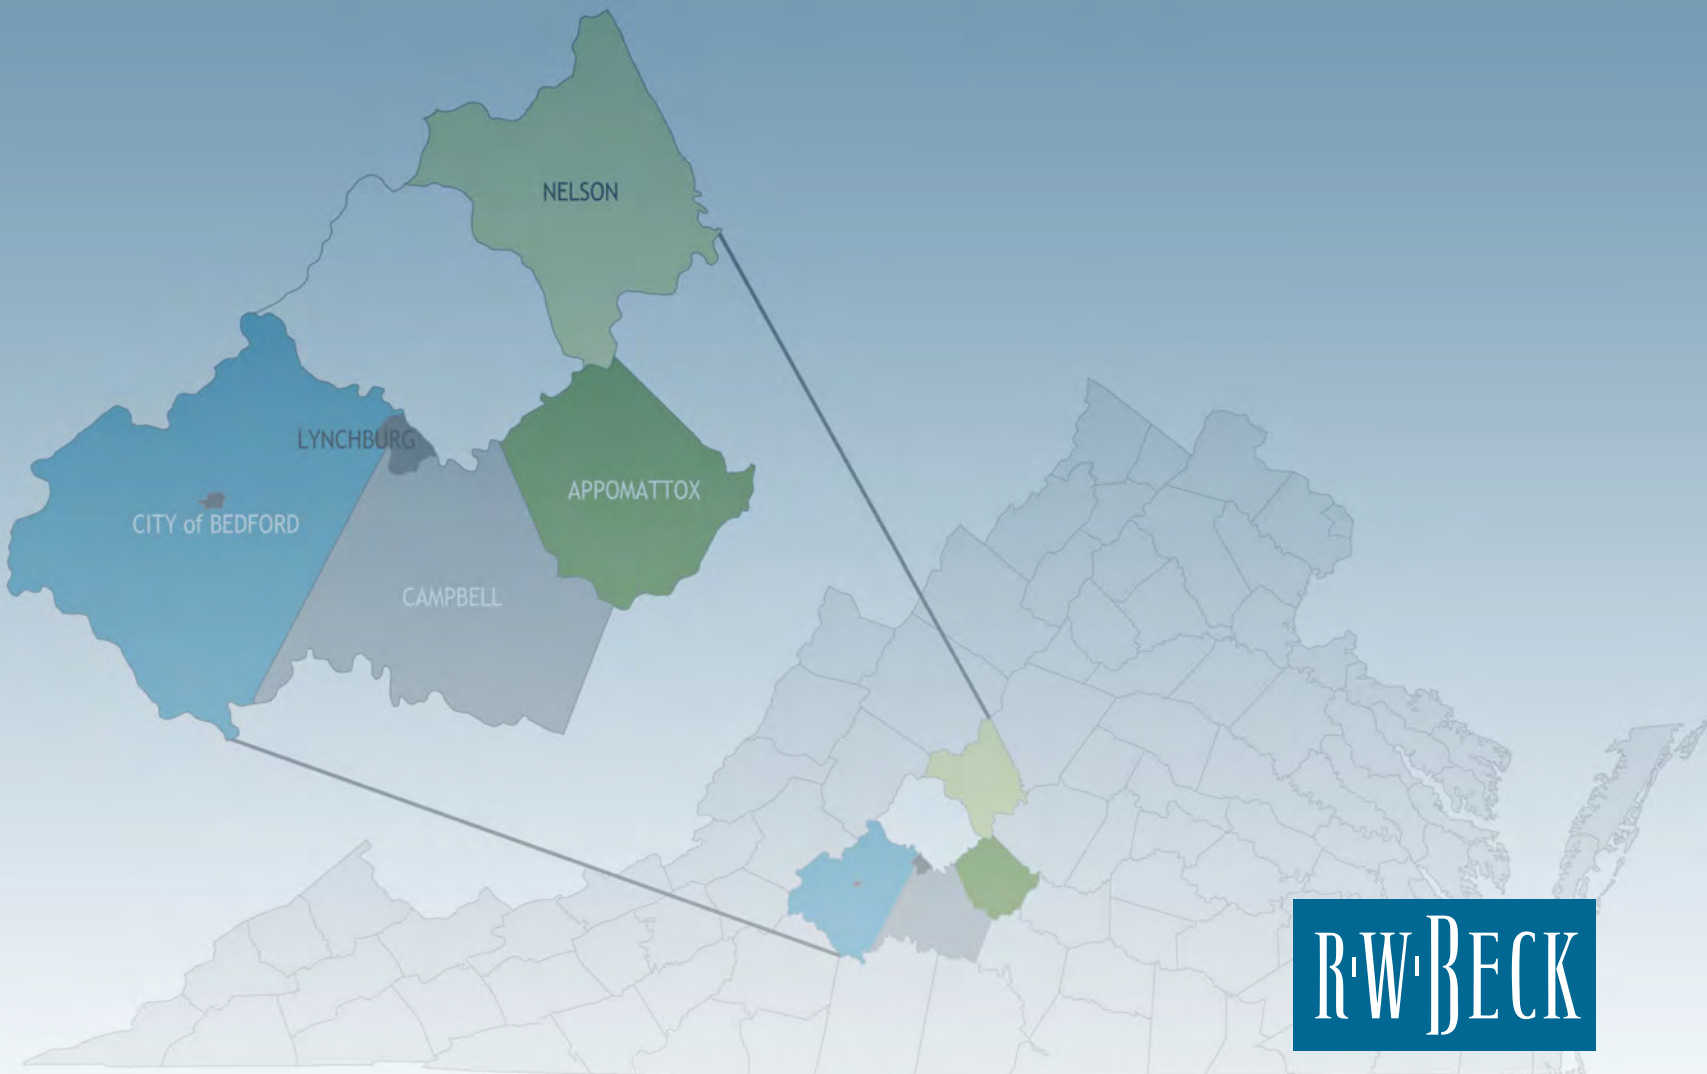 NELSON
LYNCHBURG
APPOMATTOX
CITY of BEDFORD
CAMPBELL
R·W·BECK